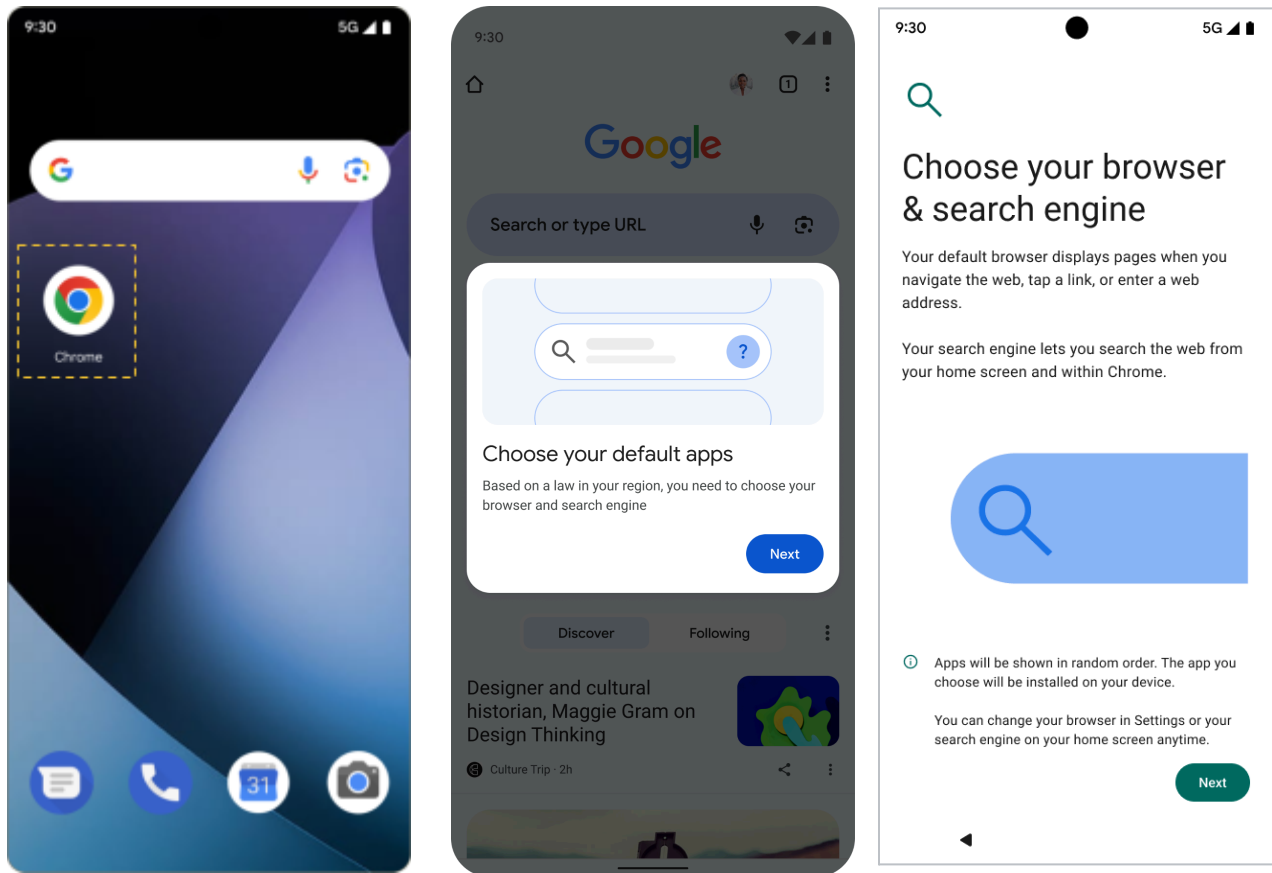 9:30
5G
G
Chrome
31
9:30
1
Google
Search or type URL
?
Choose your default apps
Based on a law in your region, you need to choose your
browser and search engine
Next
Discover
Following
Designer and cultural
historian, Maggie Gram on
Design Thinking
Culture Trip · 2h
9:30
5G
Choose your browser
& search engine
Your default browser displays pages when you
navigate the web, tap a link, or enter a web
address.
Your search engine lets you search the web from
your home screen and within Chrome.
Apps will be shown in random order. The app you
choose will be installed on your device.
You can change your browser in Settings or your
search engine on your home screen anytime.
Next